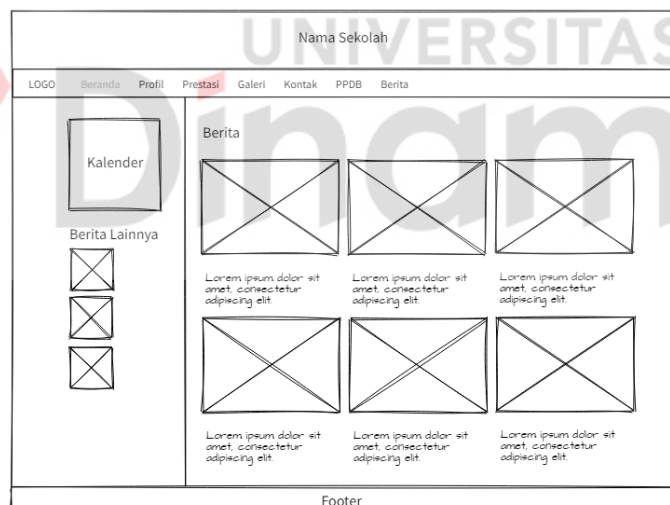 UNIVERSITAS
Dinam
Nama Sekolah
LOGO Beranda Profil Prestasi Galeri Kontak PPDB Berita
Kalender
Berita Lainnya
Berita
Lorem ipsum dolor sit
amet, consectetur
adipiscing elit.
Lorem ipsum dolor sit
amet, consectetur
adipiscing elit.
Lorem ipsum dolor sit
amet, consectetur
adipiscing elit.
Lorem ipsum dolor sit
amet, consectetur
adipiscing elit.
Lorem ipsum dolor sit
amet, consectetur
adipiscing elit.
Lorem ipsum dolor sit
amet, consectetur
adipiscing elit.
Footer